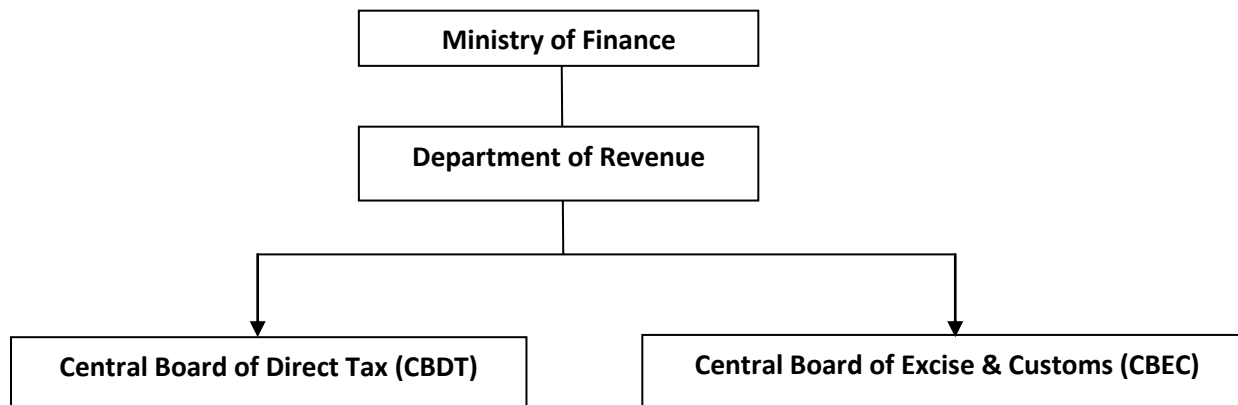 Ministry of Finance
Department of Revenue
Central Board of Direct Tax (CBDT)
Central Board of Excise & Customs (CBEC)